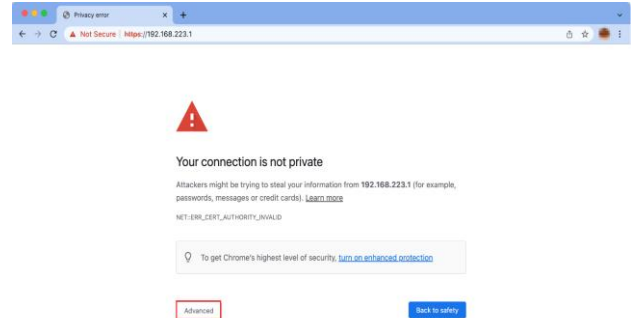 Privacy error
Not Secure | https://192.168.223.1
Your connection is not private
Attackers might be trying to steal your information from 192.168.223.1 (for example,
passwords, messages or credit cards). Learn more
NET::ERR_CERT_AUTHORITY_INVALID
To get Chrome's highest level of security, turn on enhanced protection
Advanced
Back to safety